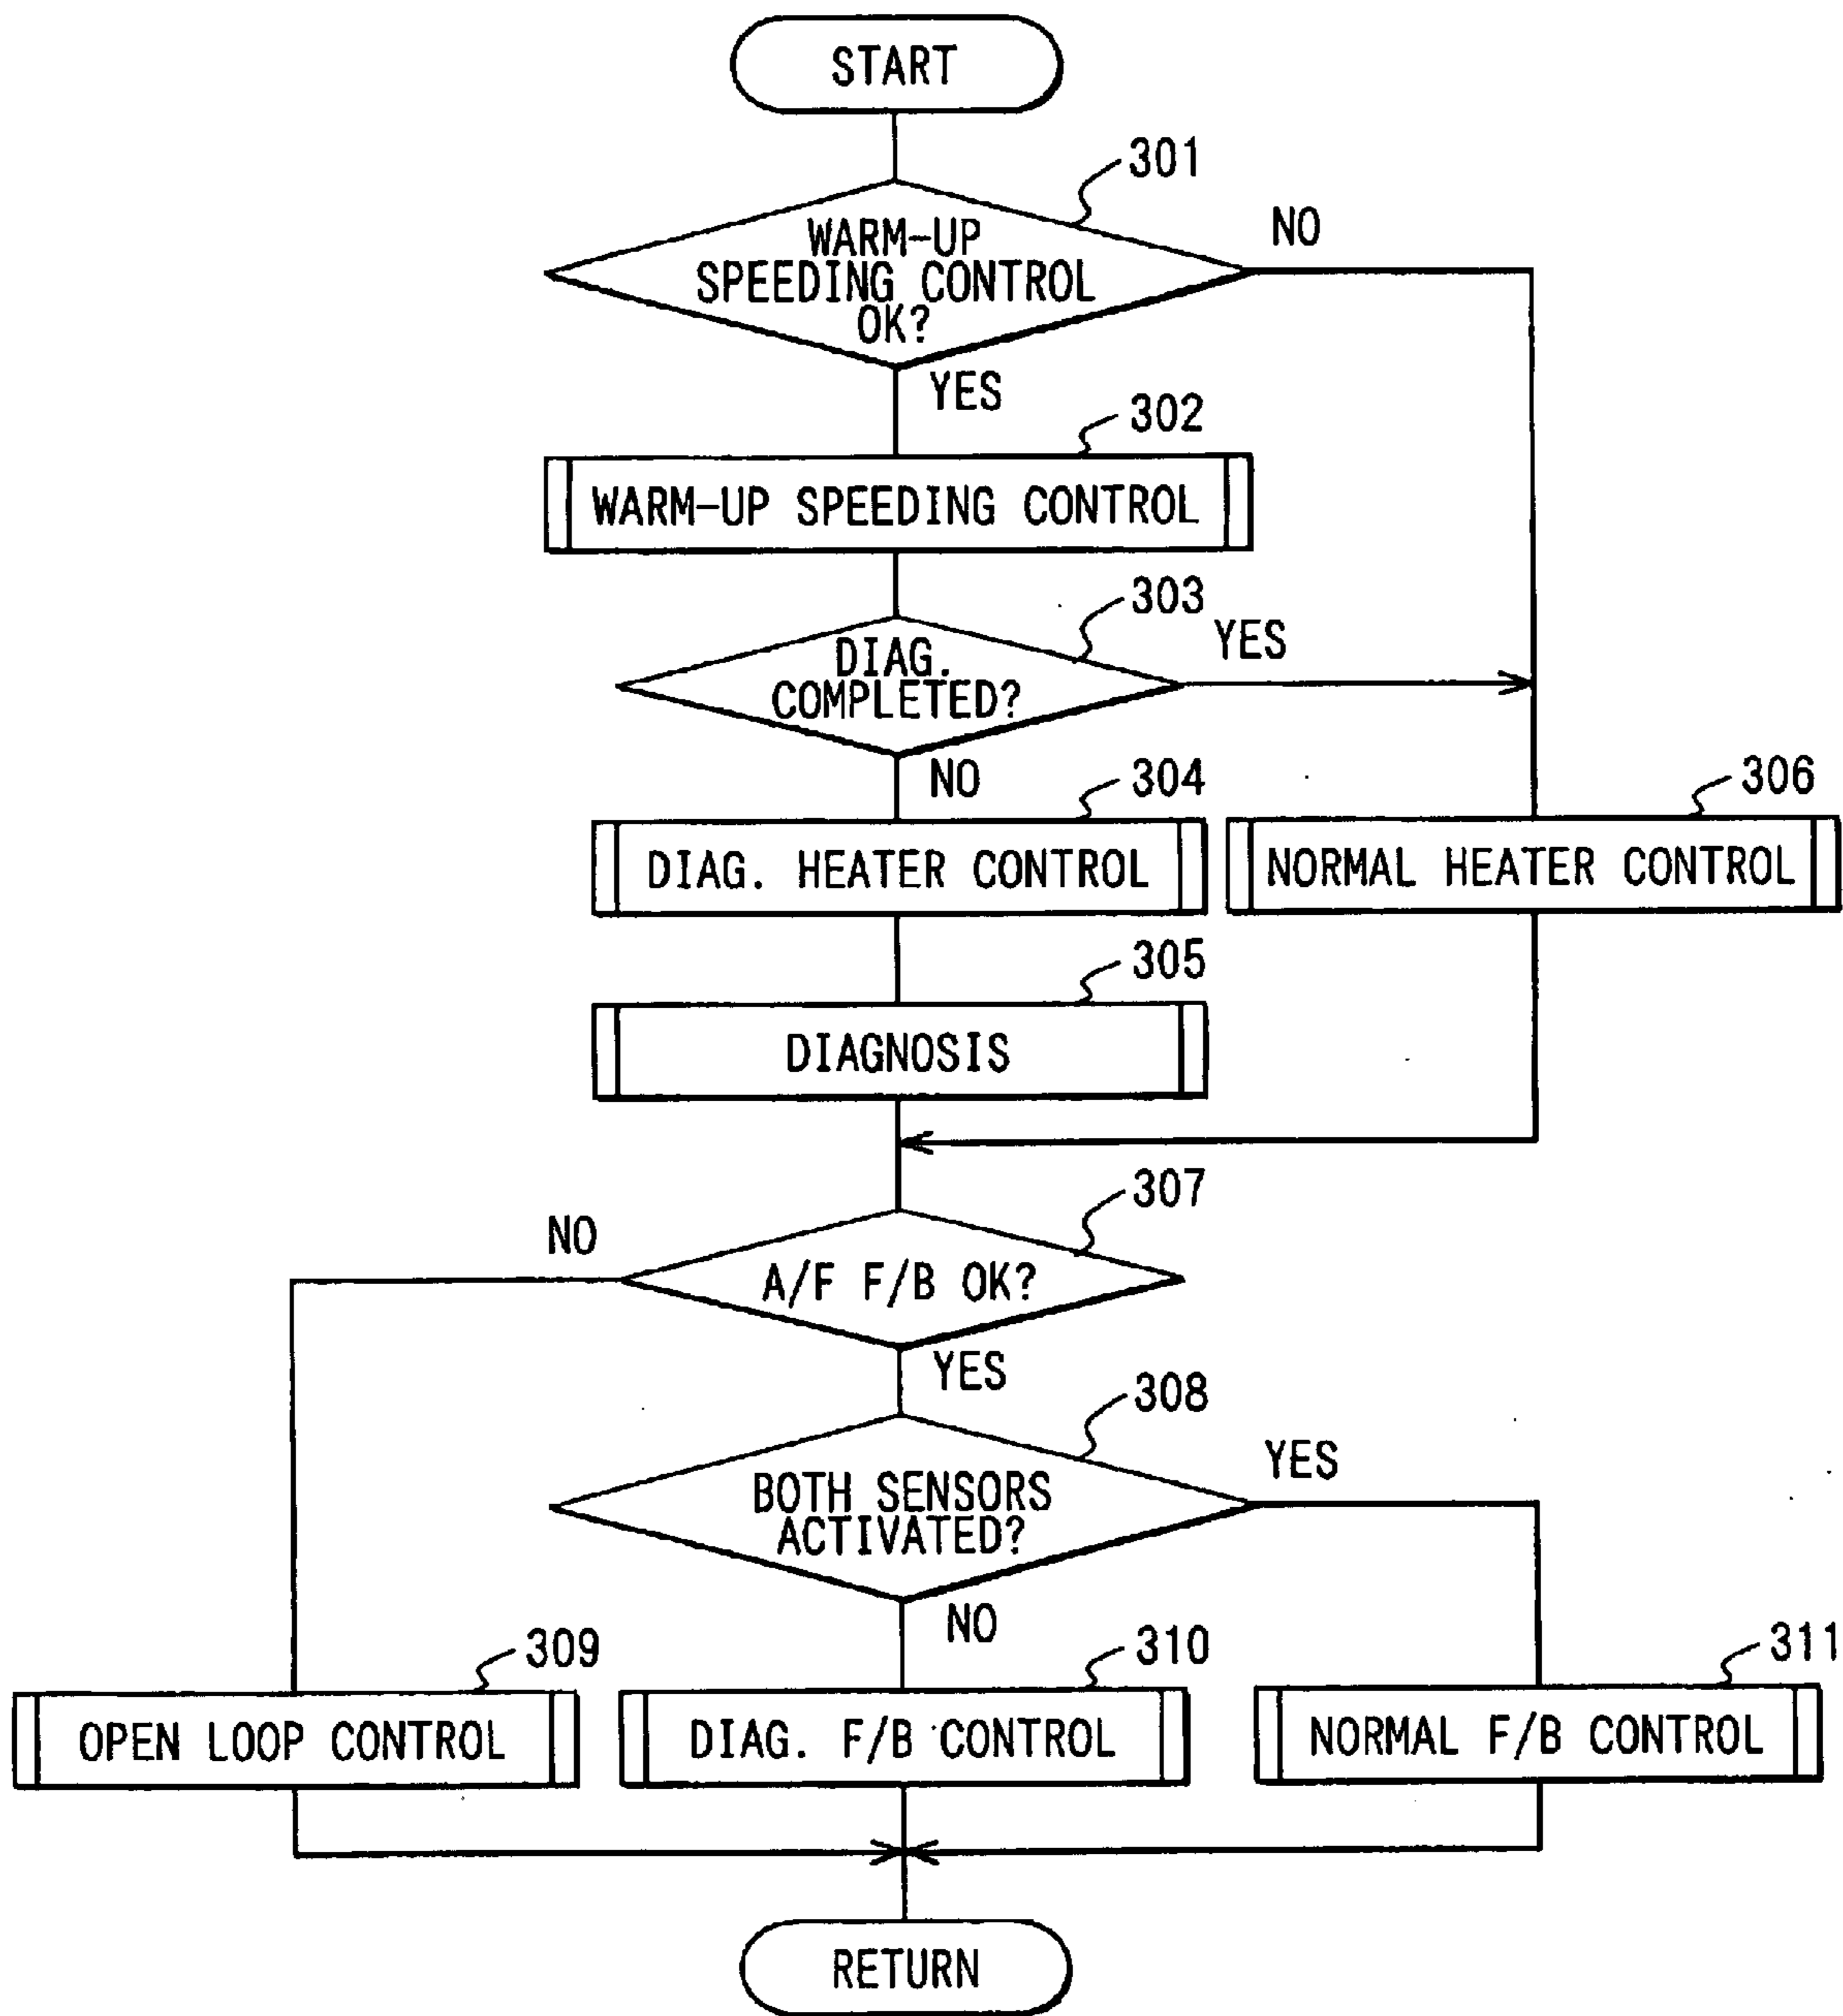 START
301
WARM-UP
SPEEDING CONTROL
OK?
NO
YES
302
WARM-UP SPEEDING CONTROL
303
DIAG.
COMPLETED?
YES
NO
304
DIAG. HEATER CONTROL
306
NORMAL HEATER CONTROL
305
DIAGNOSIS
307
A/F F/B OK?
NO
YES
308
BOTH SENSORS
ACTIVATED?
YES
NO
309
OPEN LOOP CONTROL
310
DIAG. F/B CONTROL
311
NORMAL F/B CONTROL
RETURN